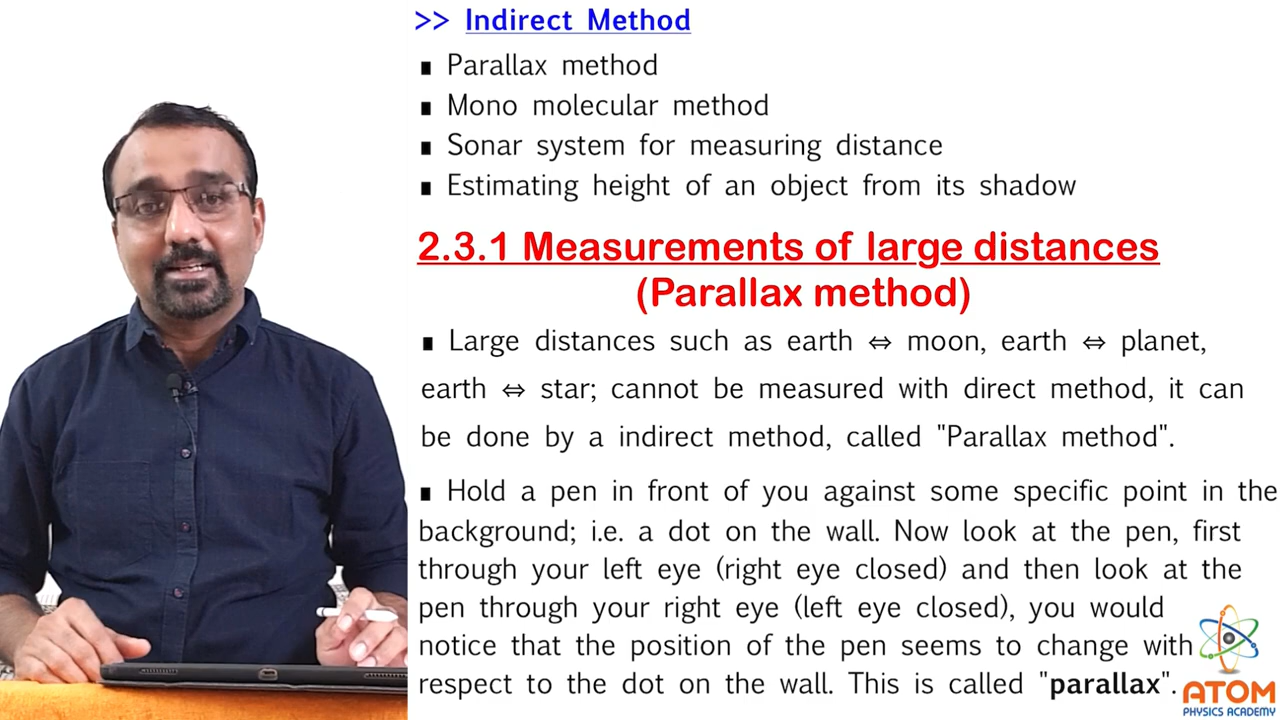 >> Indirect Method
∎ Parallax method
∎ Mono molecular method
∎ Sonar system for measuring distance
∎ Estimating height of an object from its shadow
2.3.1 Measurements of large distances
(Parallax method)
∎ Large distances such as earth ⇔ moon, earth ⇔ planet,
earth ⇔ star; cannot be measured with direct method, it can
be done by a indirect method, called "Parallax method".
∎ Hold a pen in front of you against some specific point in the
background; i.e. a dot on the wall. Now look at the pen, first
through your left eye (right eye closed) and then look at the
pen through your right eye (left eye closed), you would
notice that the position of the pen seems to change with
respect to the dot on the wall. This is called "parallax".
ATOM
PHYSICS ACADEMY